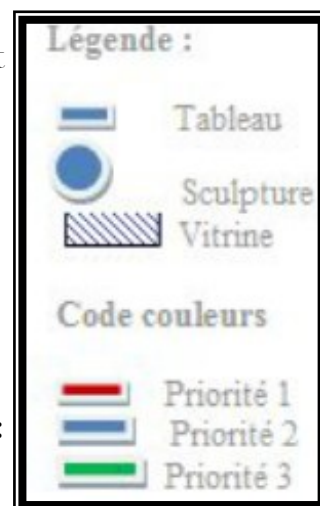 Légende :
Tableau
Sculpture
Vitrine
Code couleurs
Priorité 1
Priorité 2
Priorité 3